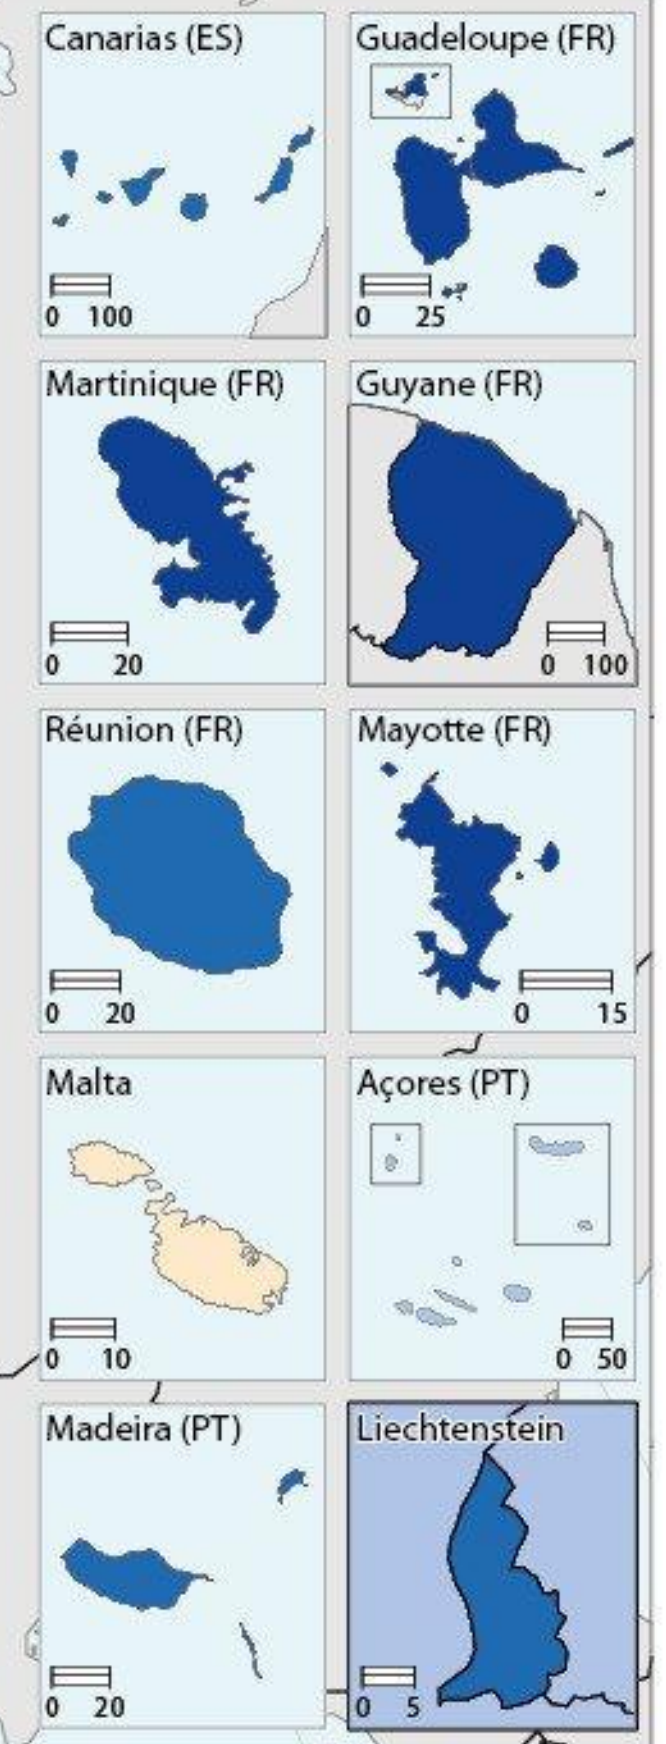 Canarias (ES)
0 100
Guadeloupe (FR)
0 25
Martinique (FR)
0 20
Guyane (FR)
0 100
Réunion (FR)
0 20
Mayotte (FR)
0 15
Malta
0 10
Açores (PT)
0 50
Madeira (PT)
0 20
Liechtenstein
0 5